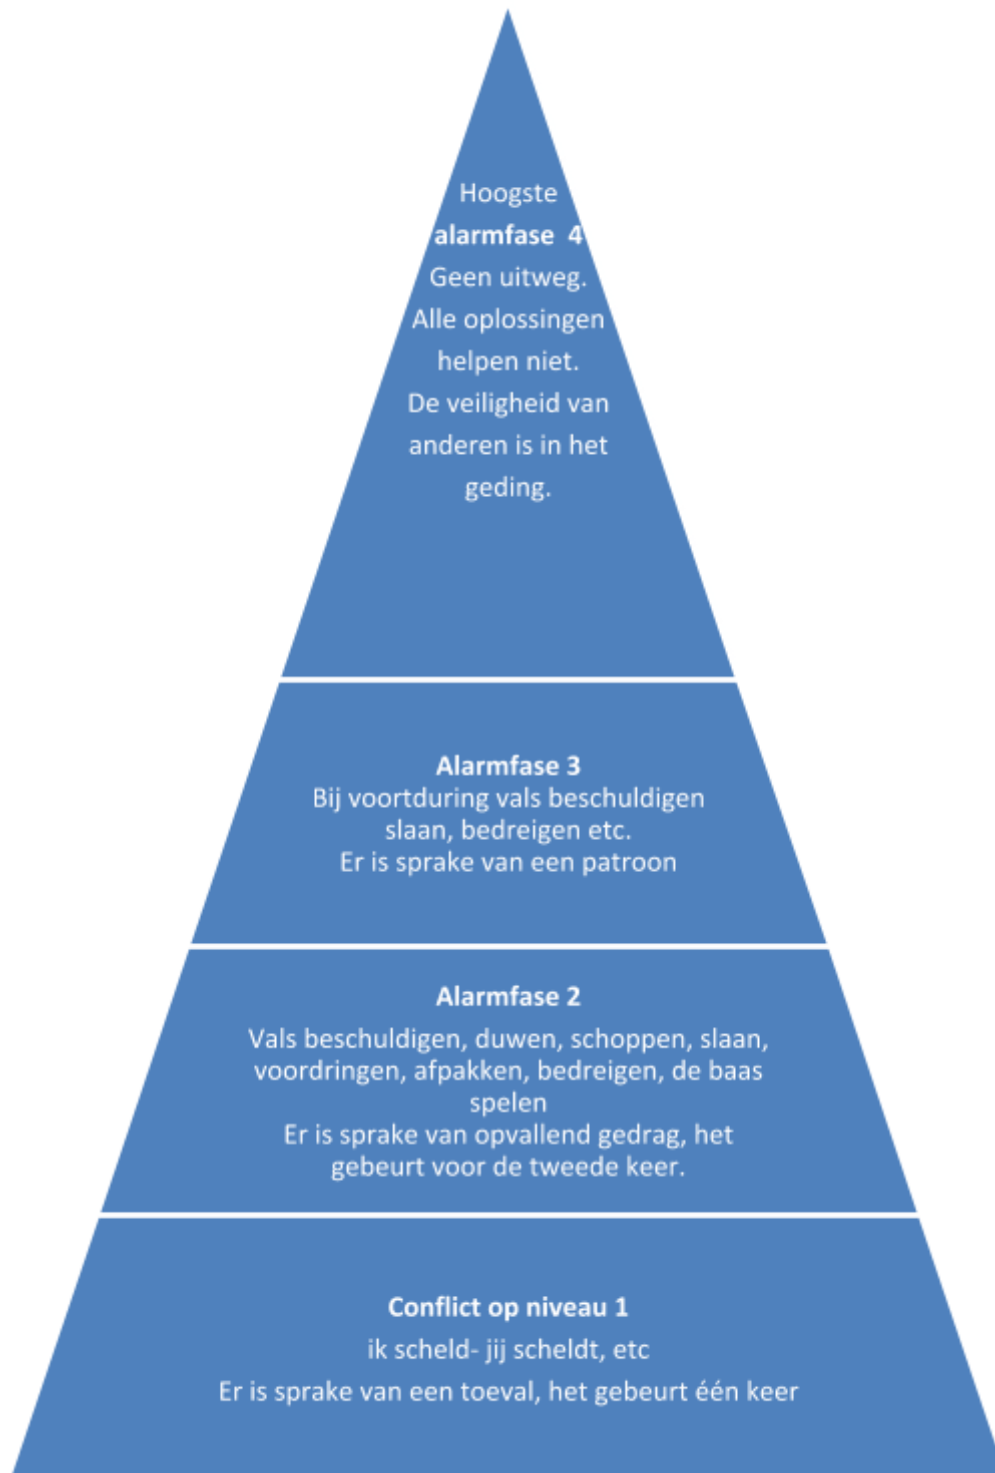 Hoogste
alarmfase  4
Geen uitweg.
Alle oplossingen
helpen niet.
De veiligheid van
anderen is in het
geding.
Alarmfase 3
Bij voortduring vals beschuldigen
slaan, bedreigen etc.
Er is sprake van een patroon
Alarmfase 2
Vals beschuldigen, duwen, schoppen, slaan,
voordringen, afpakken, bedreigen, de baas
spelen
Er is sprake van opvallend gedrag, het
gebeurt voor de tweede keer.
Conflict op niveau 1
ik scheld- jij scheldt, etc
Er is sprake van een toeval, het gebeurt één keer